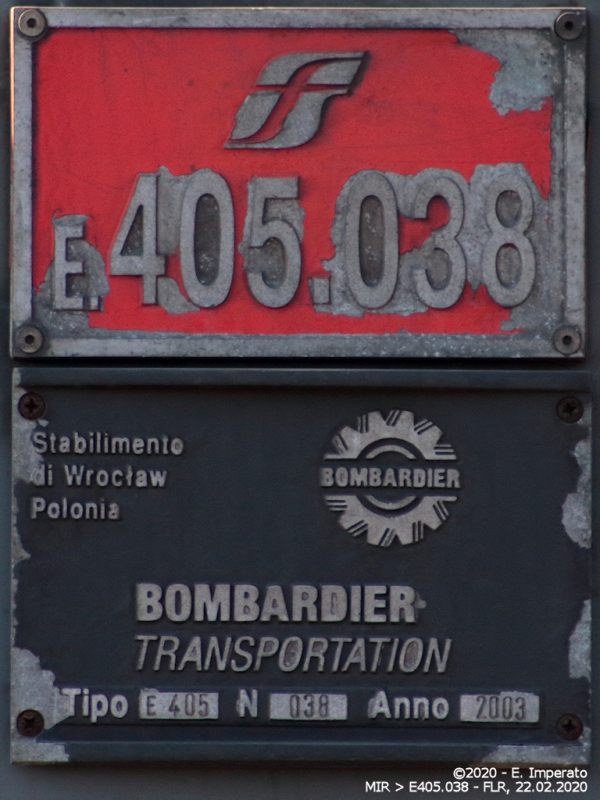 E.405.038
Stabilimento
di Wrocław
Polonia
BOMBARDIER
BOMBARDIER
TRANSPORTATION
Tipo E 405 N 038 Anno 2003
©2020 - E. Imperato
MIR > E405.038 - FLR, 22.02.2020